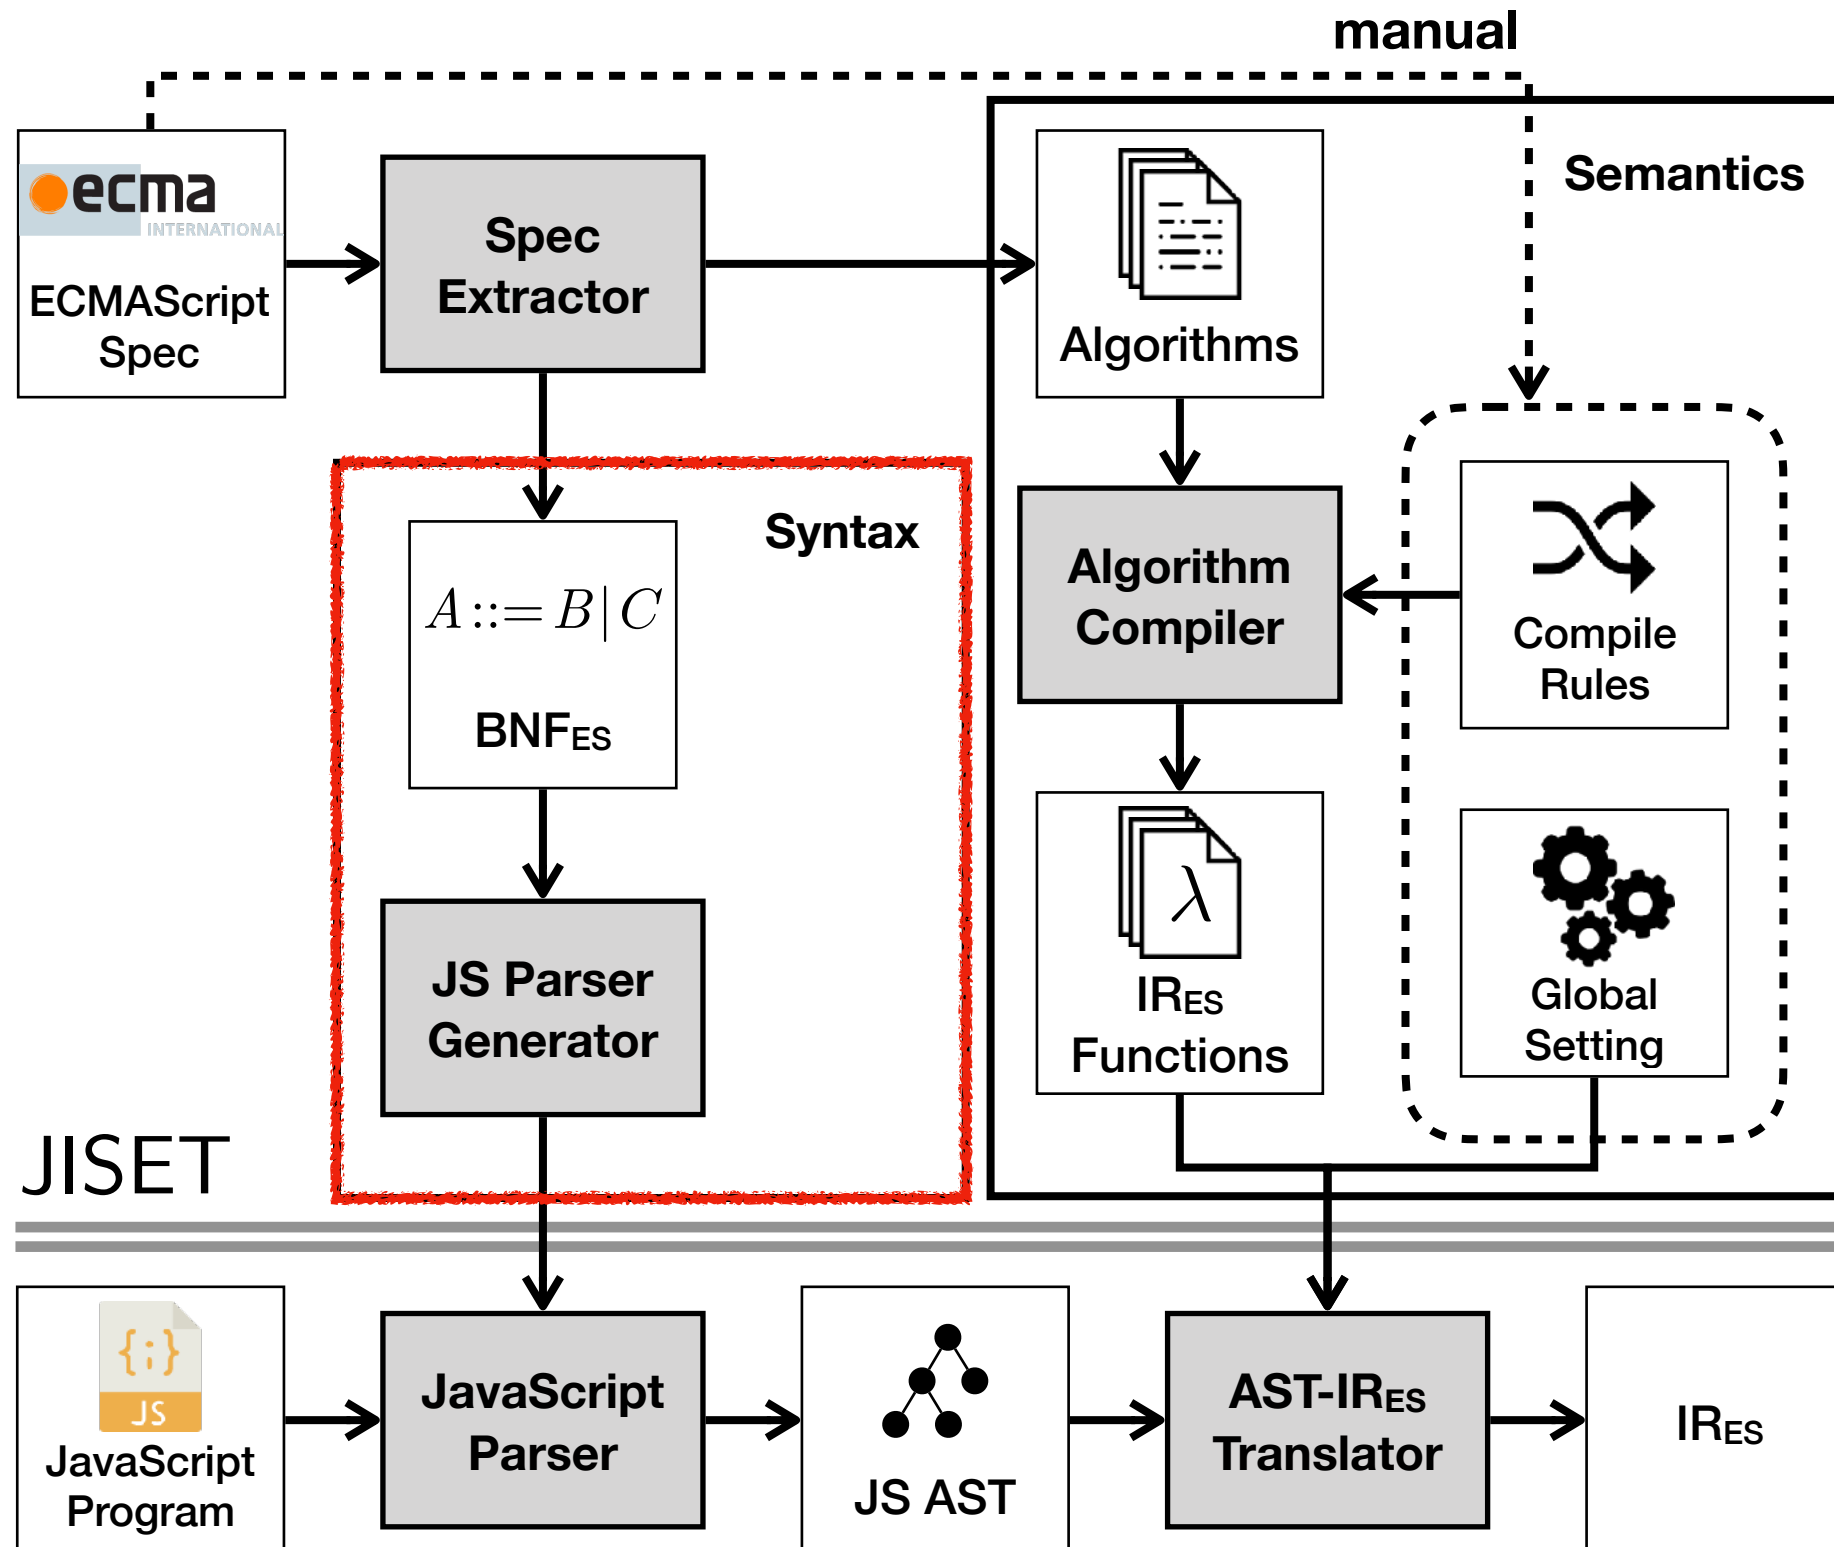 manual
ecma
INTERNATIONAL
ECMAScript
Spec
Spec
Extractor
Algorithms
Semantics
Syntax
A ::= B | C
BNFES
Algorithm
Compiler
Compile
Rules
JS Parser
Generator
λ
IRES
Functions
Global
Setting
JISET
{;}
JS
JavaScript
Program
JavaScript
Parser
JS AST
AST-IRES
Translator
IRES